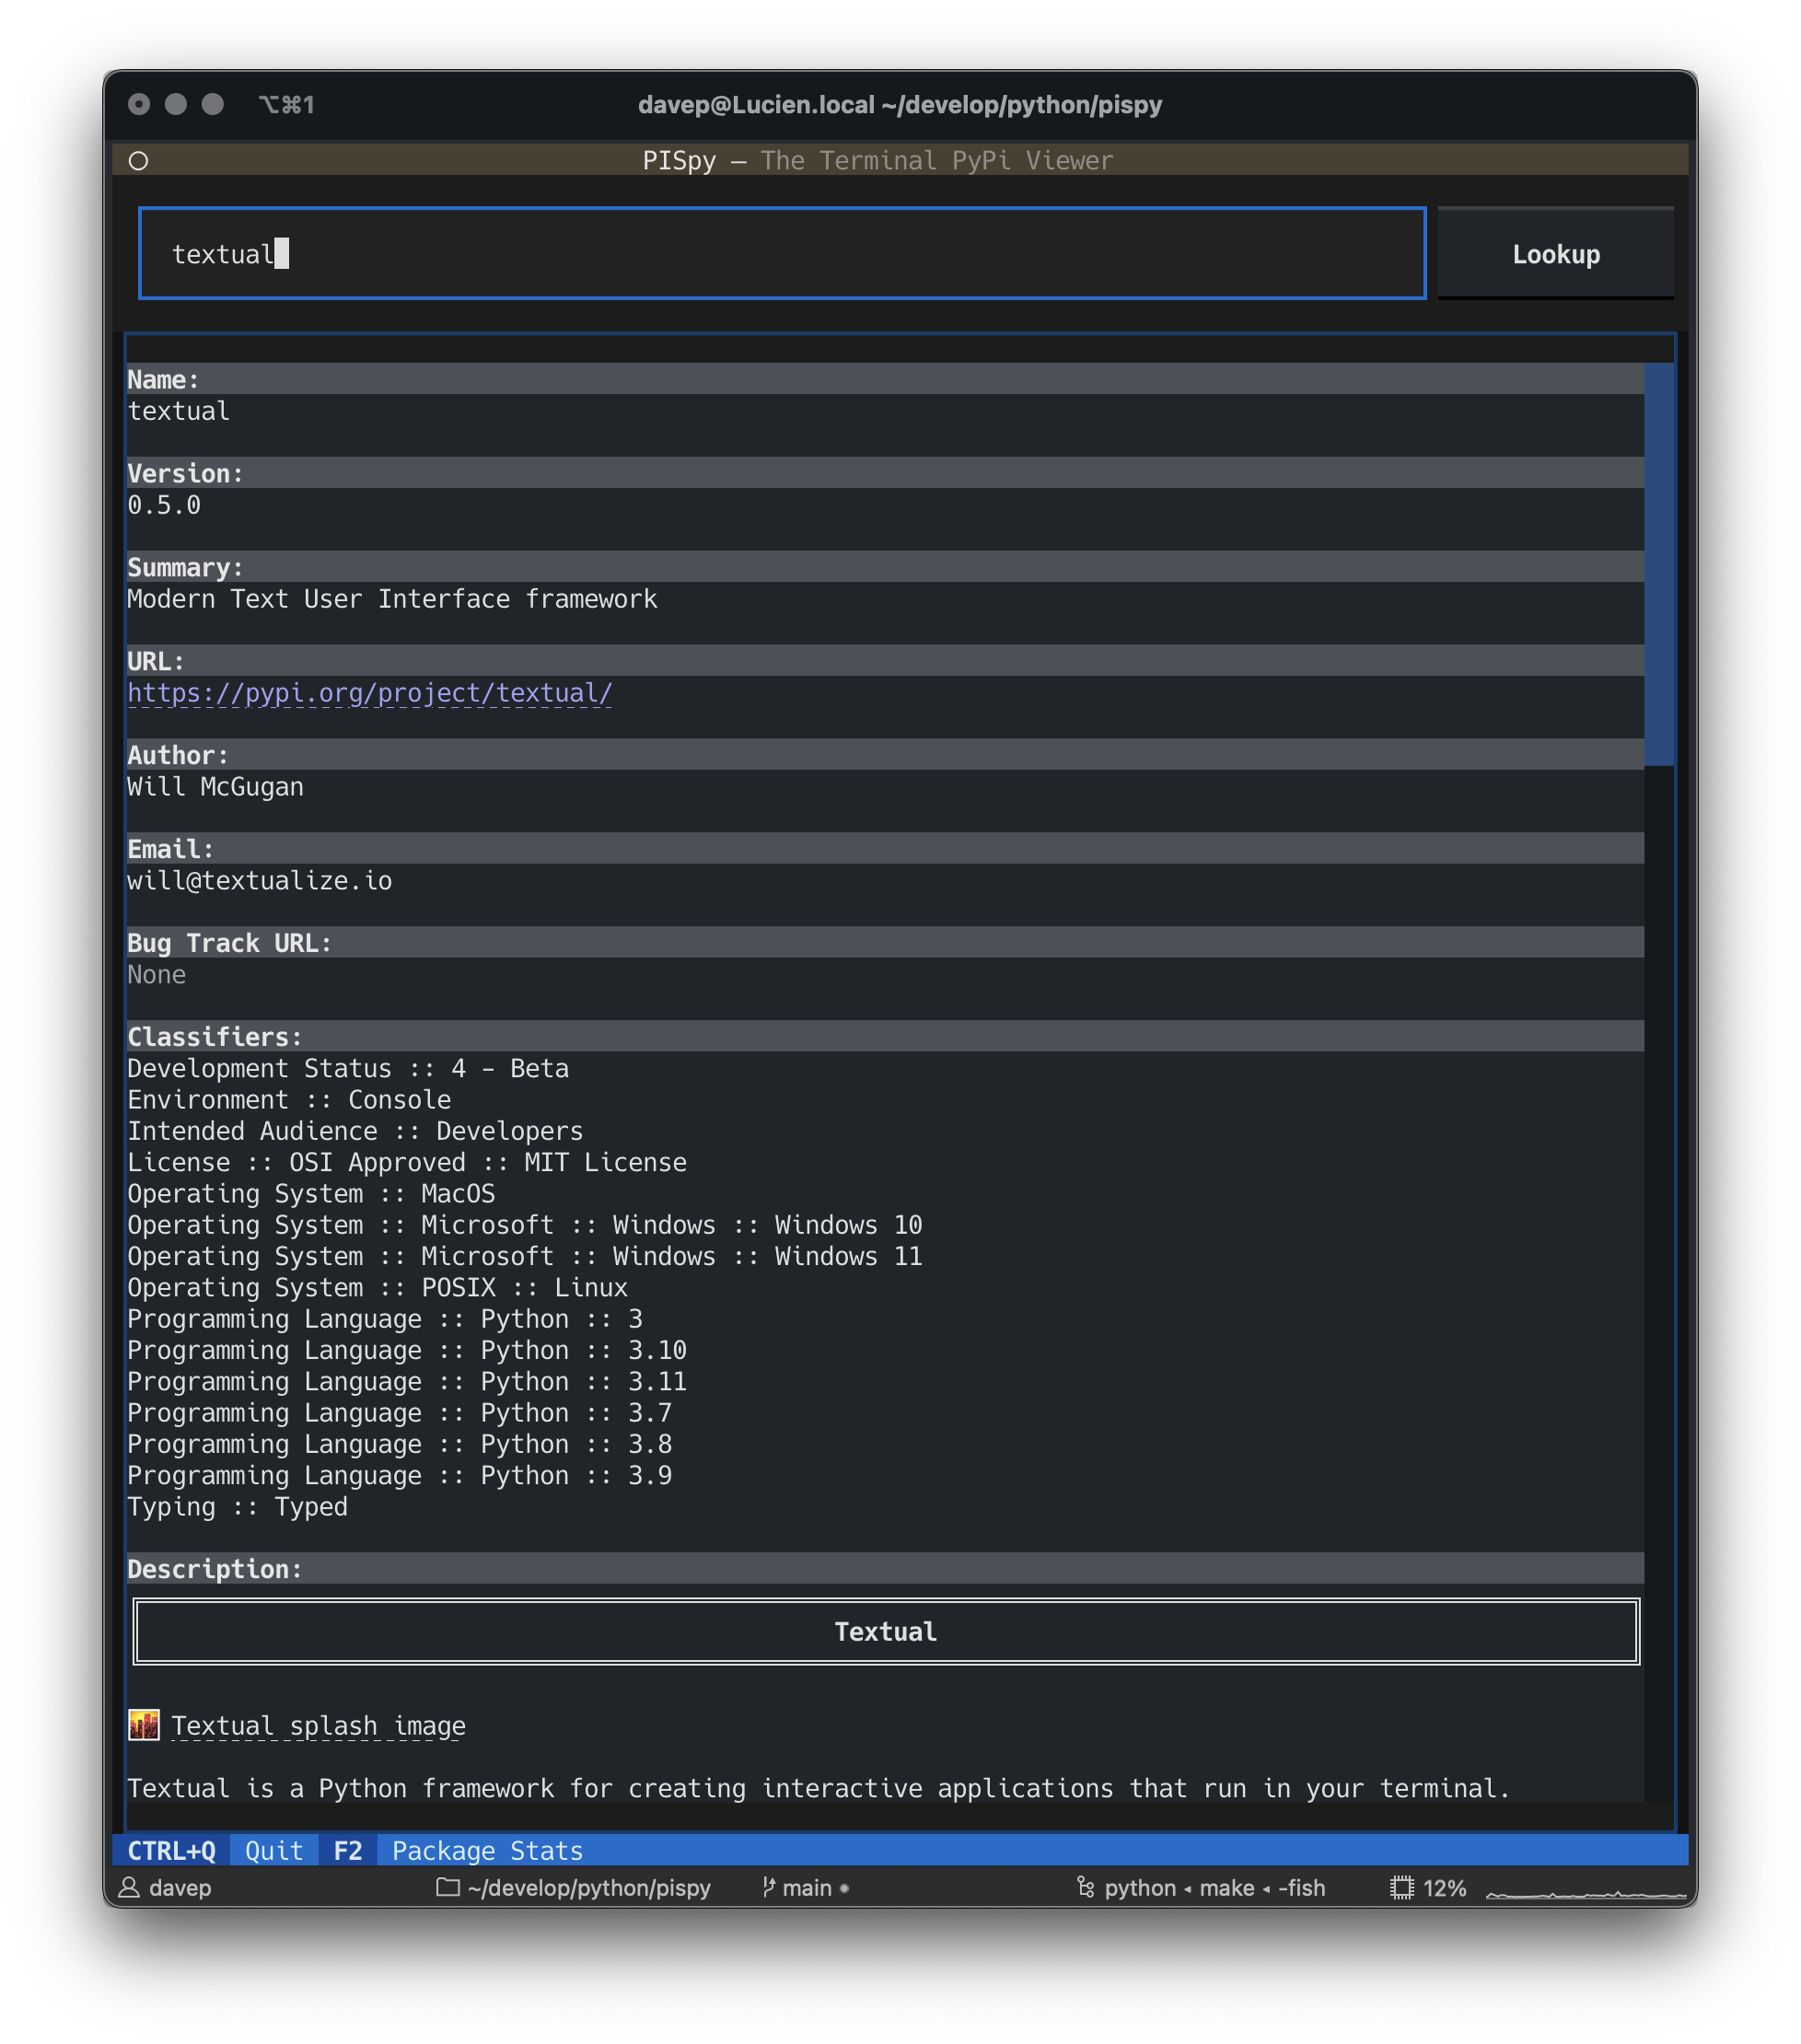 ⌥⌘1
davep@Lucien.local ~/develop/python/pispy
PISpy — The Terminal PyPi Viewer
textual
Lookup
Name:
textual
Version:
0.5.0
Summary:
Modern Text User Interface framework
URL:
https://pypi.org/project/textual/
Author:
Will McGugan
Email:
will@textualize.io
Bug Track URL:
None
Classifiers:
Development Status :: 4 - Beta
Environment :: Console
Intended Audience :: Developers
License :: OSI Approved :: MIT License
Operating System :: MacOS
Operating System :: Microsoft :: Windows :: Windows 10
Operating System :: Microsoft :: Windows :: Windows 11
Operating System :: POSIX :: Linux
Programming Language :: Python :: 3
Programming Language :: Python :: 3.10
Programming Language :: Python :: 3.11
Programming Language :: Python :: 3.7
Programming Language :: Python :: 3.8
Programming Language :: Python :: 3.9
Typing :: Typed
Description:
Textual
Textual splash image
Textual is a Python framework for creating interactive applications that run in your terminal.
CTRL+Q Quit F2 Package Stats
davep ~/develop/python/pispy main • python ◂ make ◂ -fish 12%